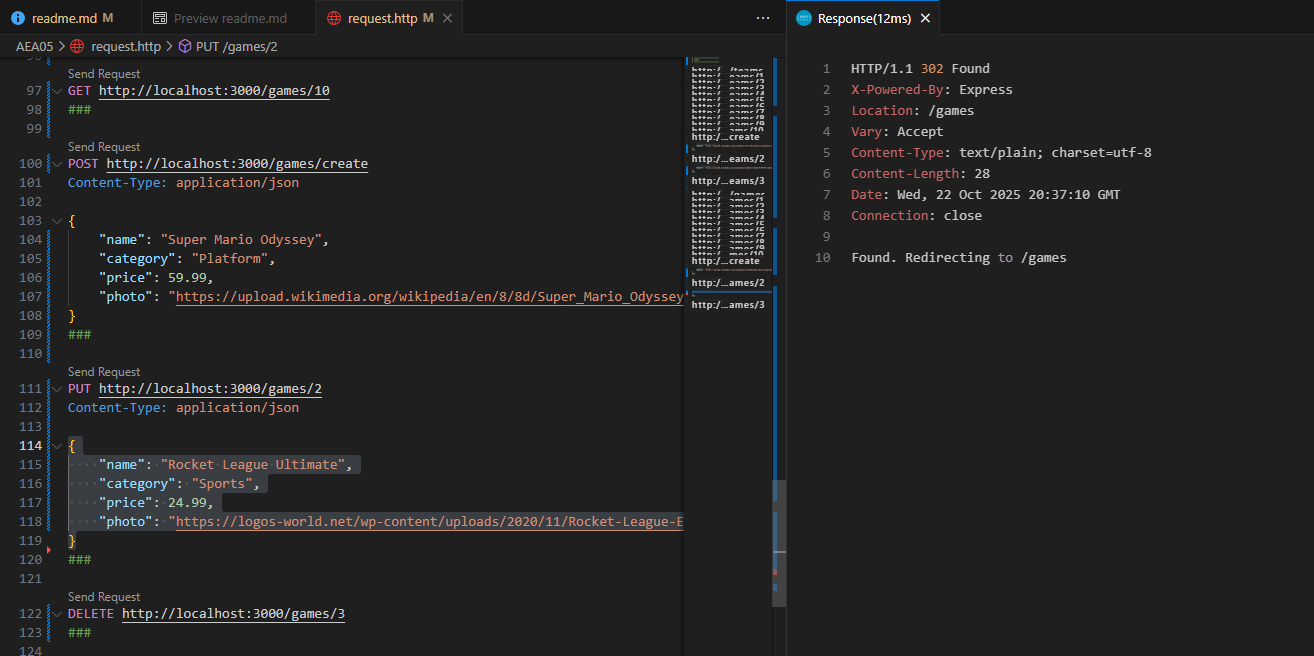 readme.md M
Preview readme.md
request.http M
Response(12ms)
AEA05 > request.http > PUT /games/2
96
Send Request
97 GET http://localhost:3000/games/10
98 ###
99
Send Request
100 POST http://localhost:3000/games/create
101 Content-Type: application/json
102
103 {
104 "name": "Super Mario Odyssey",
105 "category": "Platform",
106 "price": 59.99,
107 "photo": "https://upload.wikimedia.org/wikipedia/en/8/8d/Super_Mario_Odyssey
108 }
109 ###
110
Send Request
111 PUT http://localhost:3000/games/2
112 Content-Type: application/json
113
114 {
115 "name": "Rocket League Ultimate",
116 "category": "Sports",
117 "price": 24.99,
118 "photo": "https://logos-world.net/wp-content/uploads/2020/11/Rocket-League-E
119 }
120 ###
121
Send Request
122 DELETE http://localhost:3000/games/3
123 ###
124
http:/...create
http:/...eams/2
http:/...eams/3
http:/...create
http:/...ames/2
http:/...ames/3
1 HTTP/1.1 302 Found
2 X-Powered-By: Express
3 Location: /games
4 Vary: Accept
5 Content-Type: text/plain; charset=utf-8
6 Content-Length: 28
7 Date: Wed, 22 Oct 2025 20:37:10 GMT
8 Connection: close
9
10 Found. Redirecting to /games